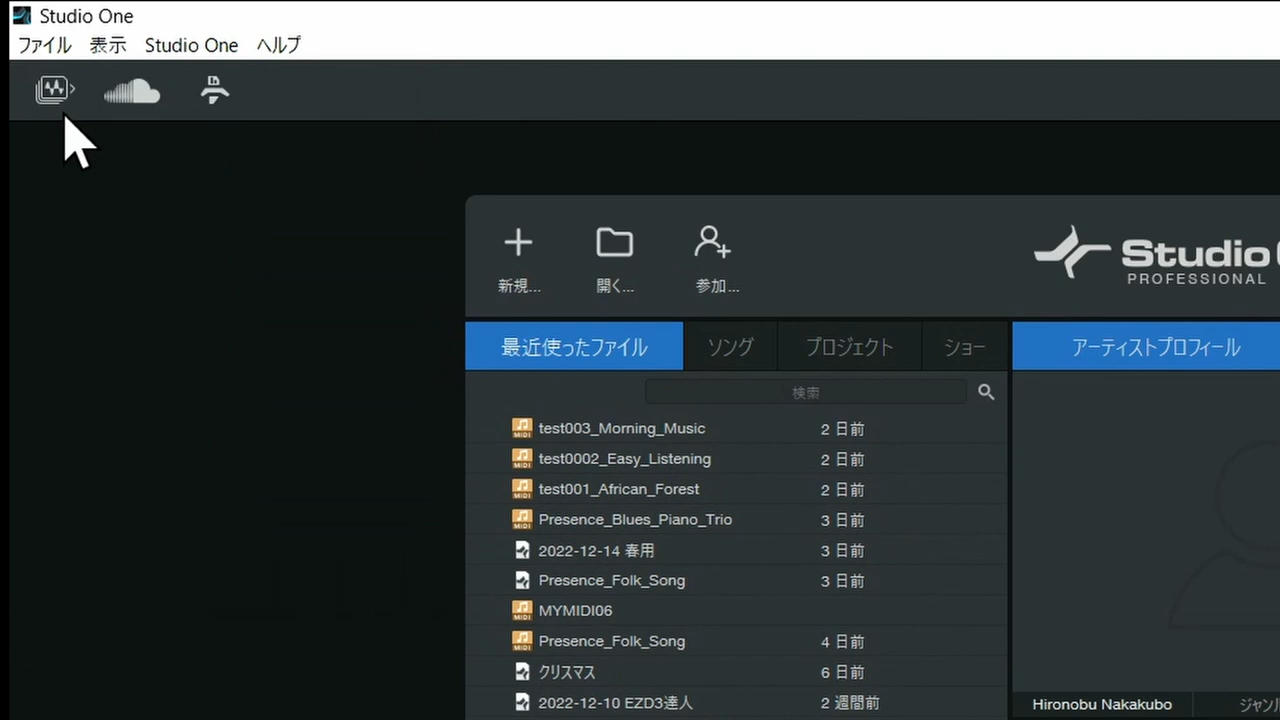 Studio One
ファイル 表示 Studio One ヘルプ
新規... 開く... 参加...
Studio
PROFESSIONAL
最近使ったファイル ソング プロジェクト ショー アーティストプロフィール
検索
MIDI test003_Morning_Music 2 日前
MIDI test0002_Easy_Listening 2 日前
MIDI test001_African_Forest 2 日前
MIDI Presence_Blues_Piano_Trio 3 日前
2022-12-14 春用 3 日前
Presence_Folk_Song 3 日前
MIDI MYMIDI06
MIDI Presence_Folk_Song 4 日前
クリスマス 6 日前
2022-12-10 EZD3達人 2 週間前
Hironobu Nakakubo ジャン